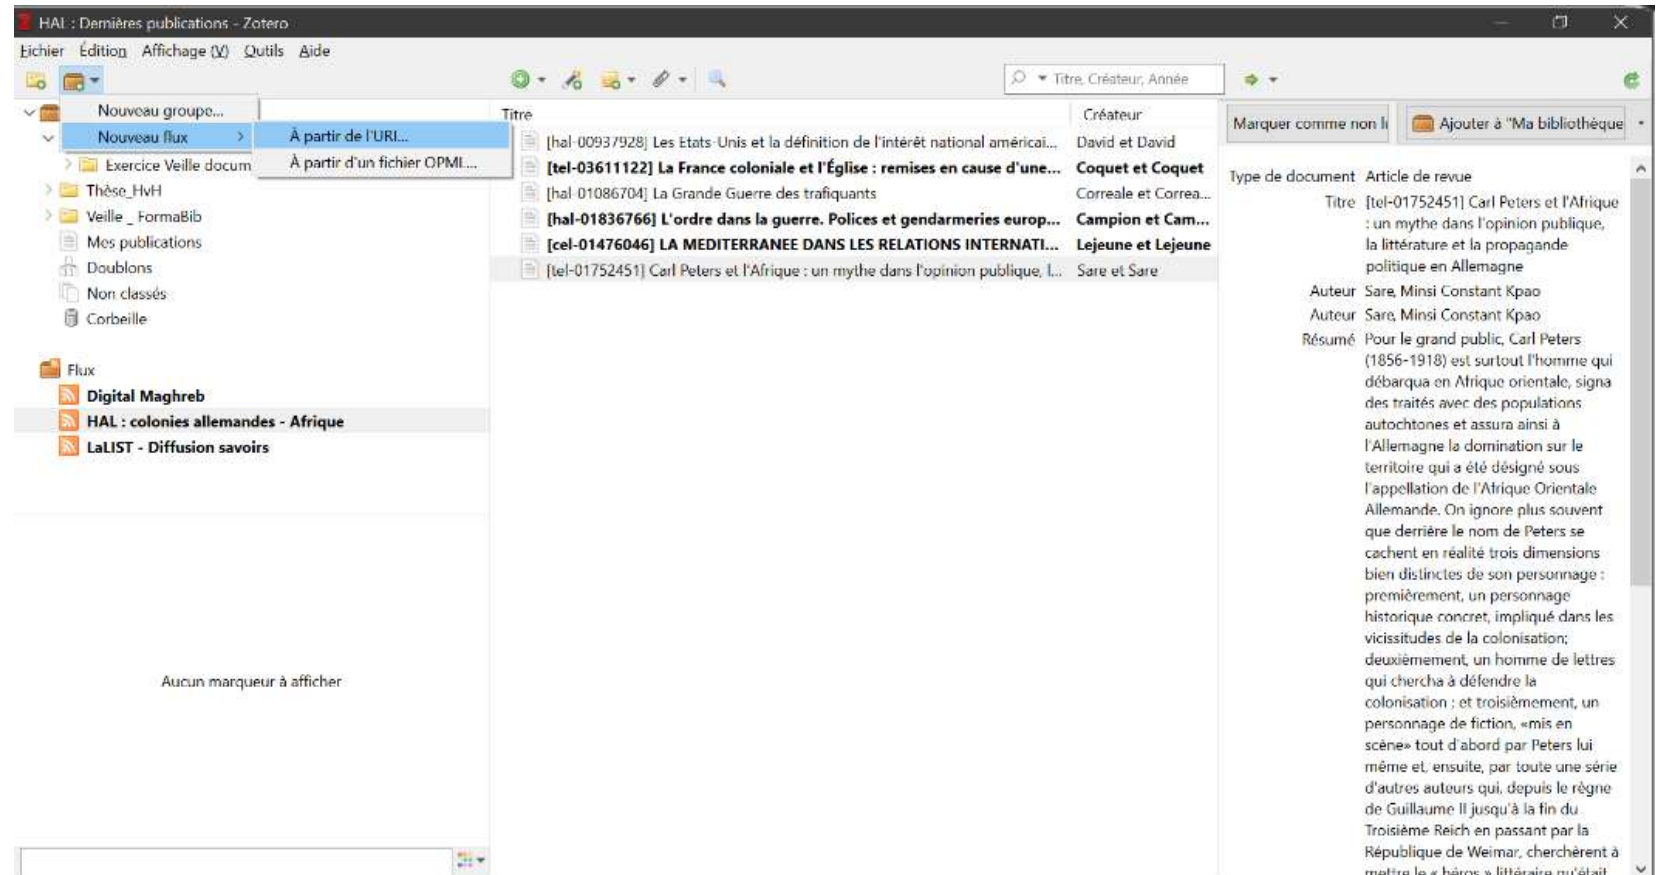 HAL : Dernières publications - Zotero
Fichier Édition Affichage (V) Outils Aide
Titre, Créateur, Année
Nouveau groupe...
Nouveau flux
À partir de l'URI...
À partir d'un fichier OPML...
Exercice Veille docum
Thèse_HvH
Veille _ FormaBib
Mes publications
Doublons
Non classés
Corbeille
Flux
Digital Maghreb
HAL : colonies allemandes - Afrique
LaLIST - Diffusion savoirs
Aucun marqueur à afficher
Titre Créateur
[hal-00937928] Les Etats-Unis et la définition de l'intérêt national américai... David et David
[tel-03611122] La France coloniale et l'Église : remises en cause d'une... Coquet et Coquet
[hal-01086704] La Grande Guerre des trafiquants Correale et Correa...
[hal-01836766] L'ordre dans la guerre. Polices et gendarmeries europ... Campion et Cam...
[cel-01476046] LA MEDITERRANEE DANS LES RELATIONS INTERNATI... Lejeune et Lejeune
[tel-01752451] Carl Peters et l'Afrique : un mythe dans l'opinion publique, l... Sare et Sare
Marquer comme non l
Ajouter à "Ma bibliothèque
Type de document Article de revue
Titre [tel-01752451] Carl Peters et l'Afrique
: un mythe dans l'opinion publique,
la littérature et la propagande
politique en Allemagne
Auteur Sare, Minsi Constant Kpao
Auteur Sare, Minsi Constant Kpao
Résumé Pour le grand public, Carl Peters
(1856-1918) est surtout l'homme qui
débarqua en Afrique orientale, signa
des traités avec des populations
autochtones et assura ainsi à
l'Allemagne la domination sur le
territoire qui a été désigné sous
l'appellation de l'Afrique Orientale
Allemande. On ignore plus souvent
que derrière le nom de Peters se
cachent en réalité trois dimensions
bien distinctes de son personnage :
premièrement, un personnage
historique concret, impliqué dans les
vicissitudes de la colonisation;
deuxièmement, un homme de lettres
qui chercha à défendre la
colonisation ; et troisièmement, un
personnage de fiction, «mis en
scène» tout d'abord par Peters lui
même et, ensuite, par toute une série
d'autres auteurs qui, depuis le règne
de Guillaume II jusqu'à la fin du
Troisième Reich en passant par la
République de Weimar, cherchèrent à
mettre le « héros » littéraire qu'était